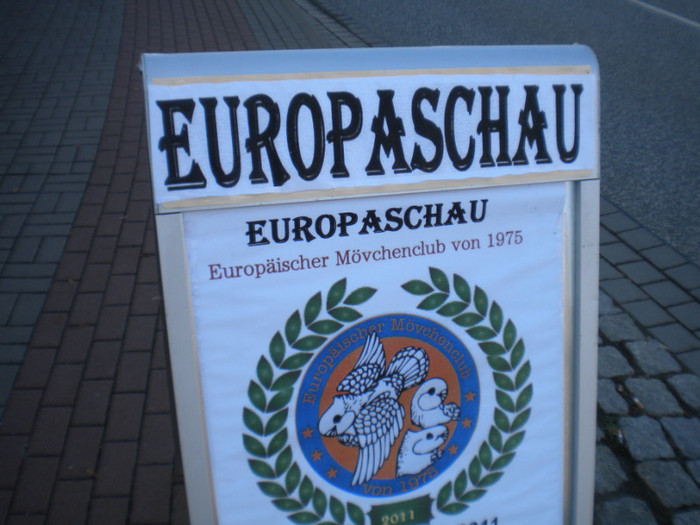 EUROPASCHAU
EUROPASCHAU
Europäischer Mövchenclub von 1975
Europäischer Mövchenclub
von 1975
2011